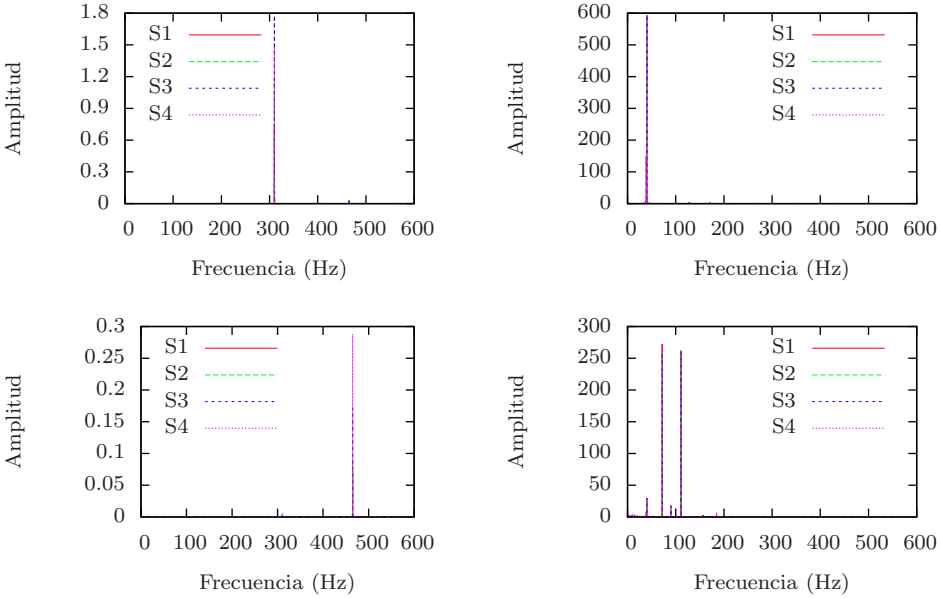 Amplitud
1.8
1.5
1.2
0.9
0.6
0.3
0
S1
S2
S3
S4
0 100 200 300 400 500 600
Frecuencia (Hz)
Amplitud
600
500
400
300
200
100
0
S1
S2
S3
S4
0 100 200 300 400 500 600
Frecuencia (Hz)
Amplitud
0.3
0.25
0.2
0.15
0.1
0.05
0
S1
S2
S3
S4
0 100 200 300 400 500 600
Frecuencia (Hz)
Amplitud
300
250
200
150
100
50
0
S1
S2
S3
S4
0 100 200 300 400 500 600
Frecuencia (Hz)